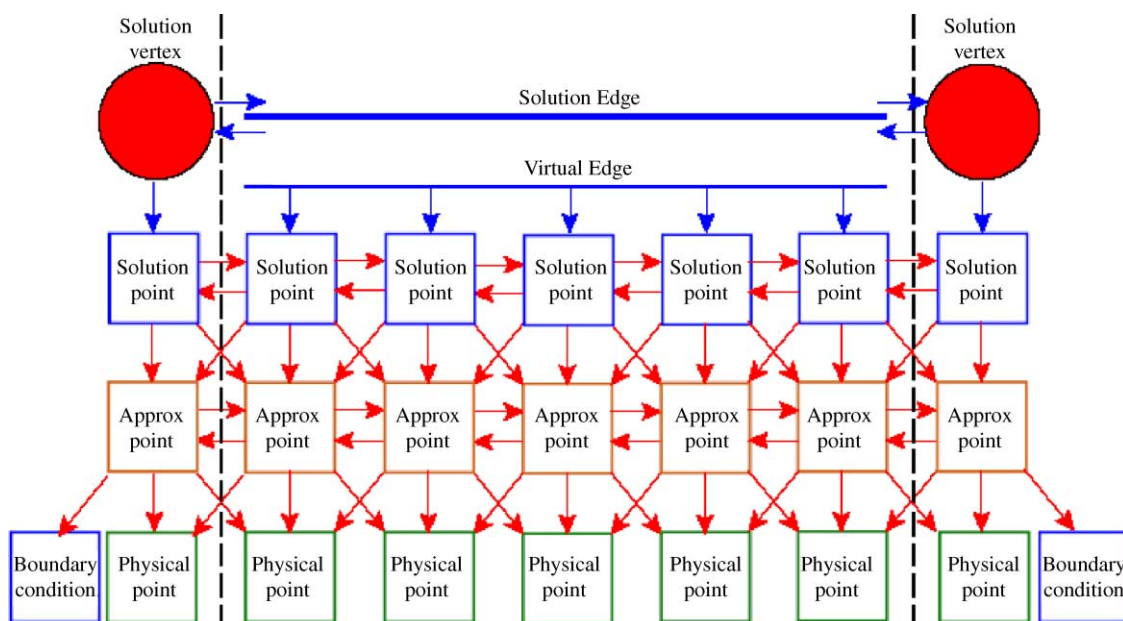 Solution
vertex
Solution
vertex
Solution Edge
Virtual Edge
Solution
point
Solution
point
Solution
point
Solution
point
Solution
point
Solution
point
Solution
point
Approx
point
Approx
point
Approx
point
Approx
point
Approx
point
Approx
point
Approx
point
Boundary
condition
Physical
point
Physical
point
Physical
point
Physical
point
Physical
point
Physical
point
Physical
point
Boundary
condition